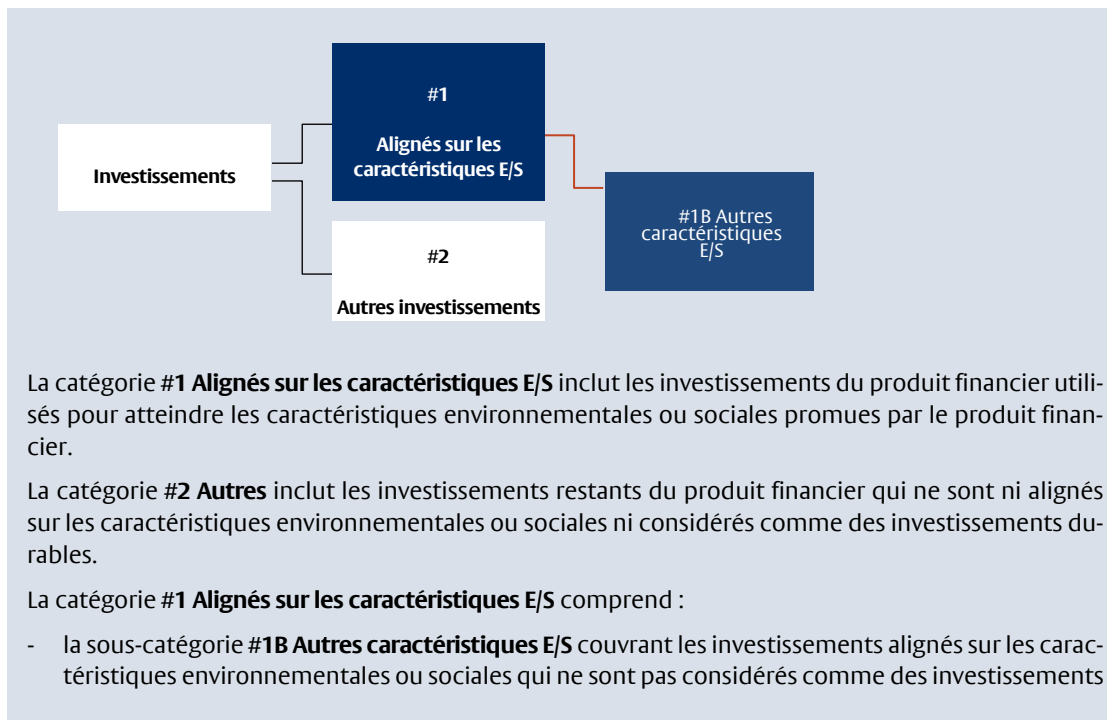 #1
Alignés sur les
caractéristiques E/S
Investissements
#1B Autres
caractéristiques
E/S
#2
Autres investissements
La catégorie #1 Alignés sur les caractéristiques E/S inclut les investissements du produit financier utili-
sés pour atteindre les caractéristiques environnementales ou sociales promues par le produit finan-
cier.
La catégorie #2 Autres inclut les investissements restants du produit financier qui ne sont ni alignés
sur les caractéristiques environnementales ou sociales ni considérés comme des investissements du-
rables.
La catégorie #1 Alignés sur les caractéristiques E/S comprend :
- la sous-catégorie #1B Autres caractéristiques E/S couvrant les investissements alignés sur les carac-
téristiques environnementales ou sociales qui ne sont pas considérés comme des investissements